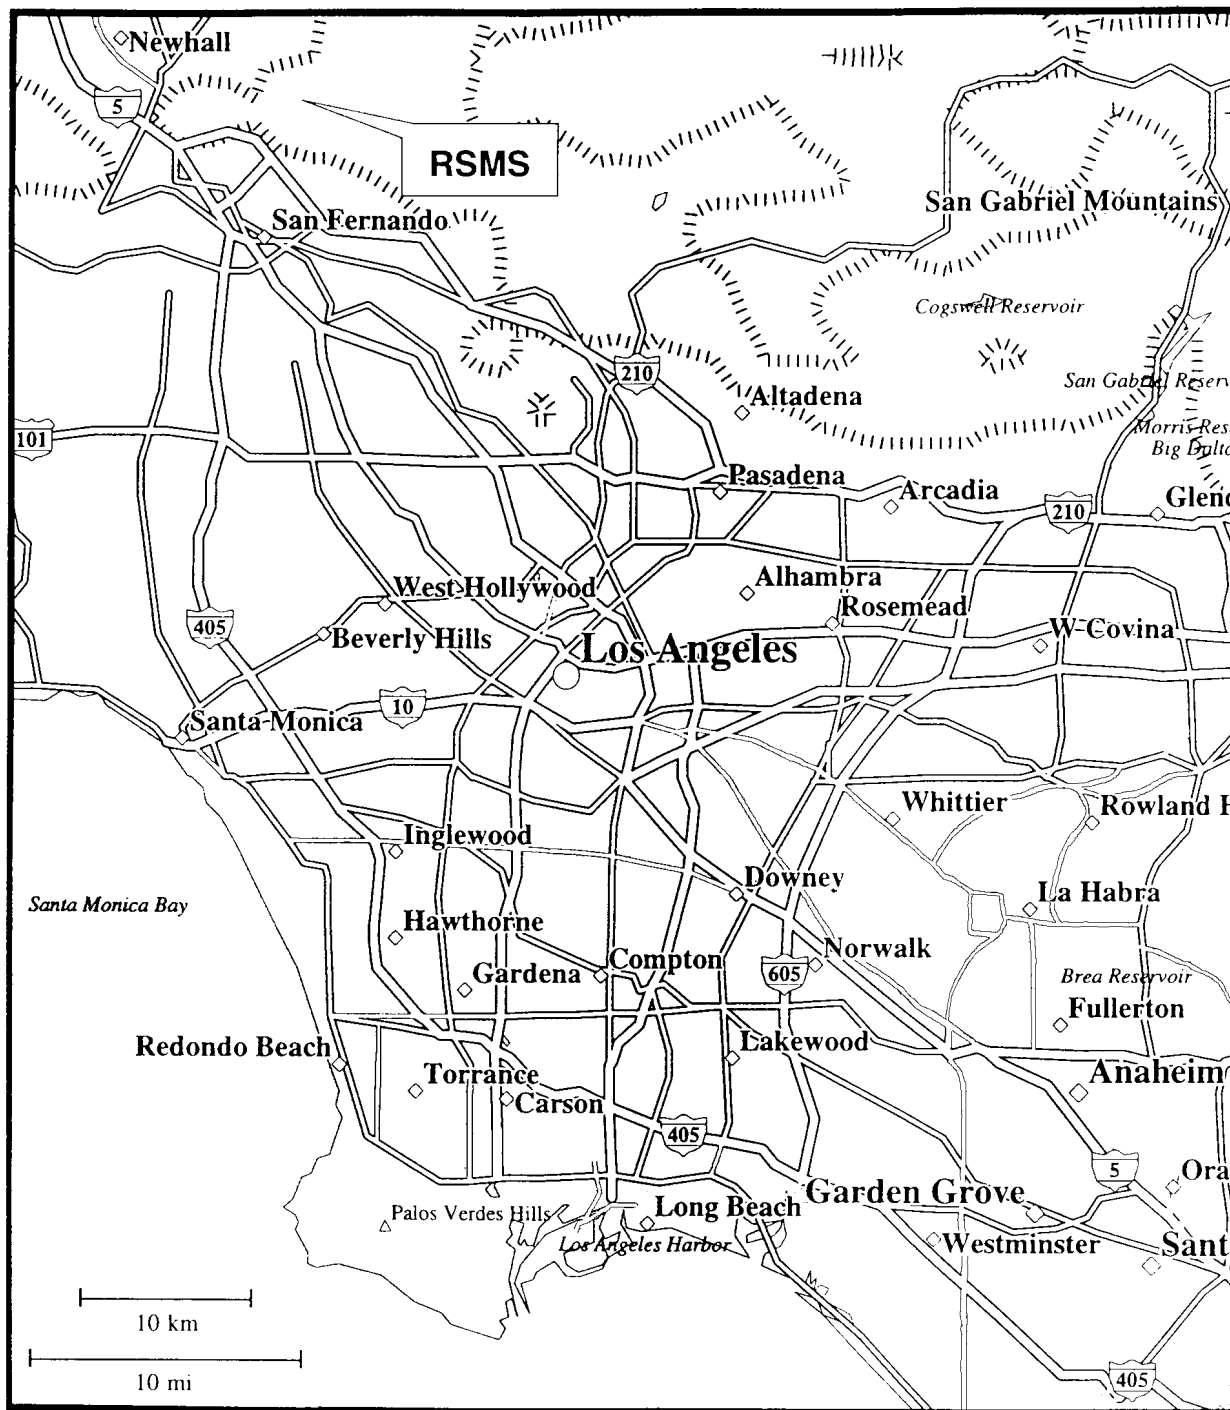 Newhall
5
RSMS
San Gabriel Mountains
San Fernando
Cogswell Reservoir
210
San Gabriel Reserv
Altadena
101
Morris Res
Big Dalto
Pasadena
Arcadia
210
Glend
West Hollywood
Alhambra
Rosemead
405
Beverly Hills
Los Angeles
W Covina
10
Santa Monica
Whittier
Rowland H
Inglewood
Downey
La Habra
Santa Monica Bay
Hawthorne
Norwalk
Gardena
Compton
605
Brea Reservoir
Fullerton
Redondo Beach
Lakewood
Torrance
Anaheim
Carson
405
5
Ora
Garden Grove
Palos Verdes Hills
Long Beach
Los Angeles Harbor
Westminster
Sant
10 km
10 mi
405